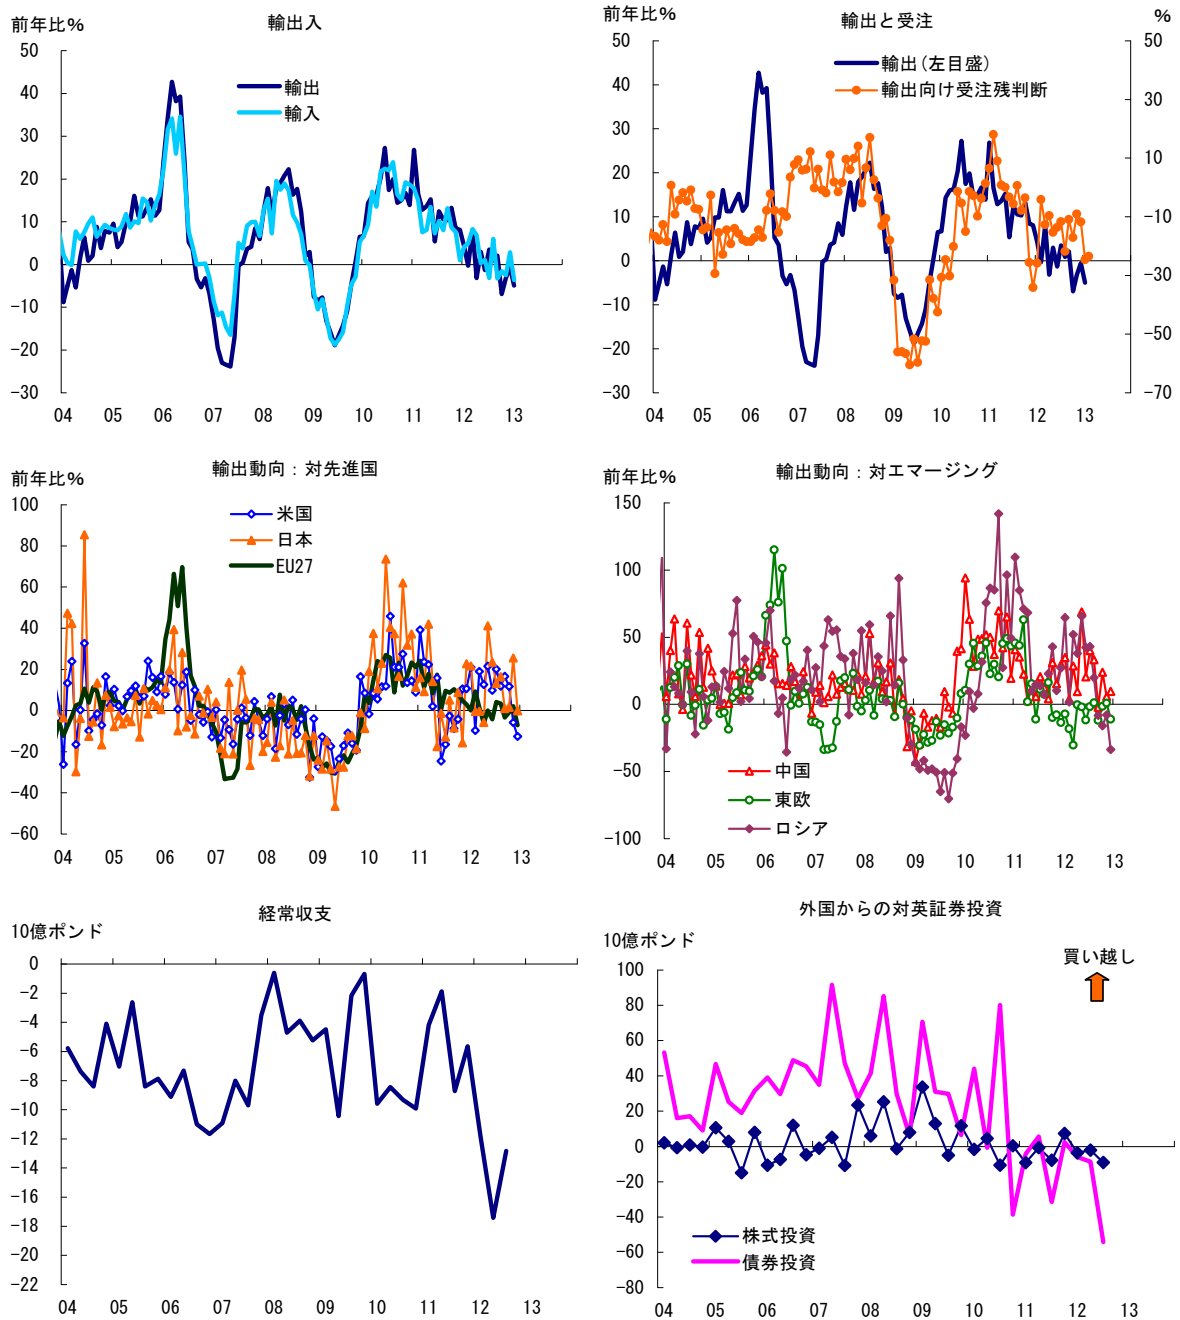 輸出入
前年比%
50
40
30
20
10
0
-10
-20
-30
輸出
輸入
04 05 06 07 08 09 10 11 12 13
輸出と受注
前年比%
%
50
40
30
20
10
0
-10
-20
-30
50
30
10
-10
-30
-50
-70
輸出(左目盛)
輸出向け受注残判断
04 05 06 07 08 09 10 11 12 13
輸出動向：対先進国
前年比%
100
80
60
40
20
0
-20
-40
-60
米国
日本
EU27
04 05 06 07 08 09 10 11 12 13
輸出動向：対エマージング
前年比%
150
100
50
0
-50
-100
中国
東欧
ロシア
04 05 06 07 08 09 10 11 12 13
経常収支
10億ポンド
0
-2
-4
-6
-8
-10
-12
-14
-16
-18
-20
-22
04 05 06 07 08 09 10 11 12 13
外国からの対英証券投資
10億ポンド
買い越し
100
80
60
40
20
0
-20
-40
-60
-80
株式投資
債券投資
04 05 06 07 08 09 10 11 12 13